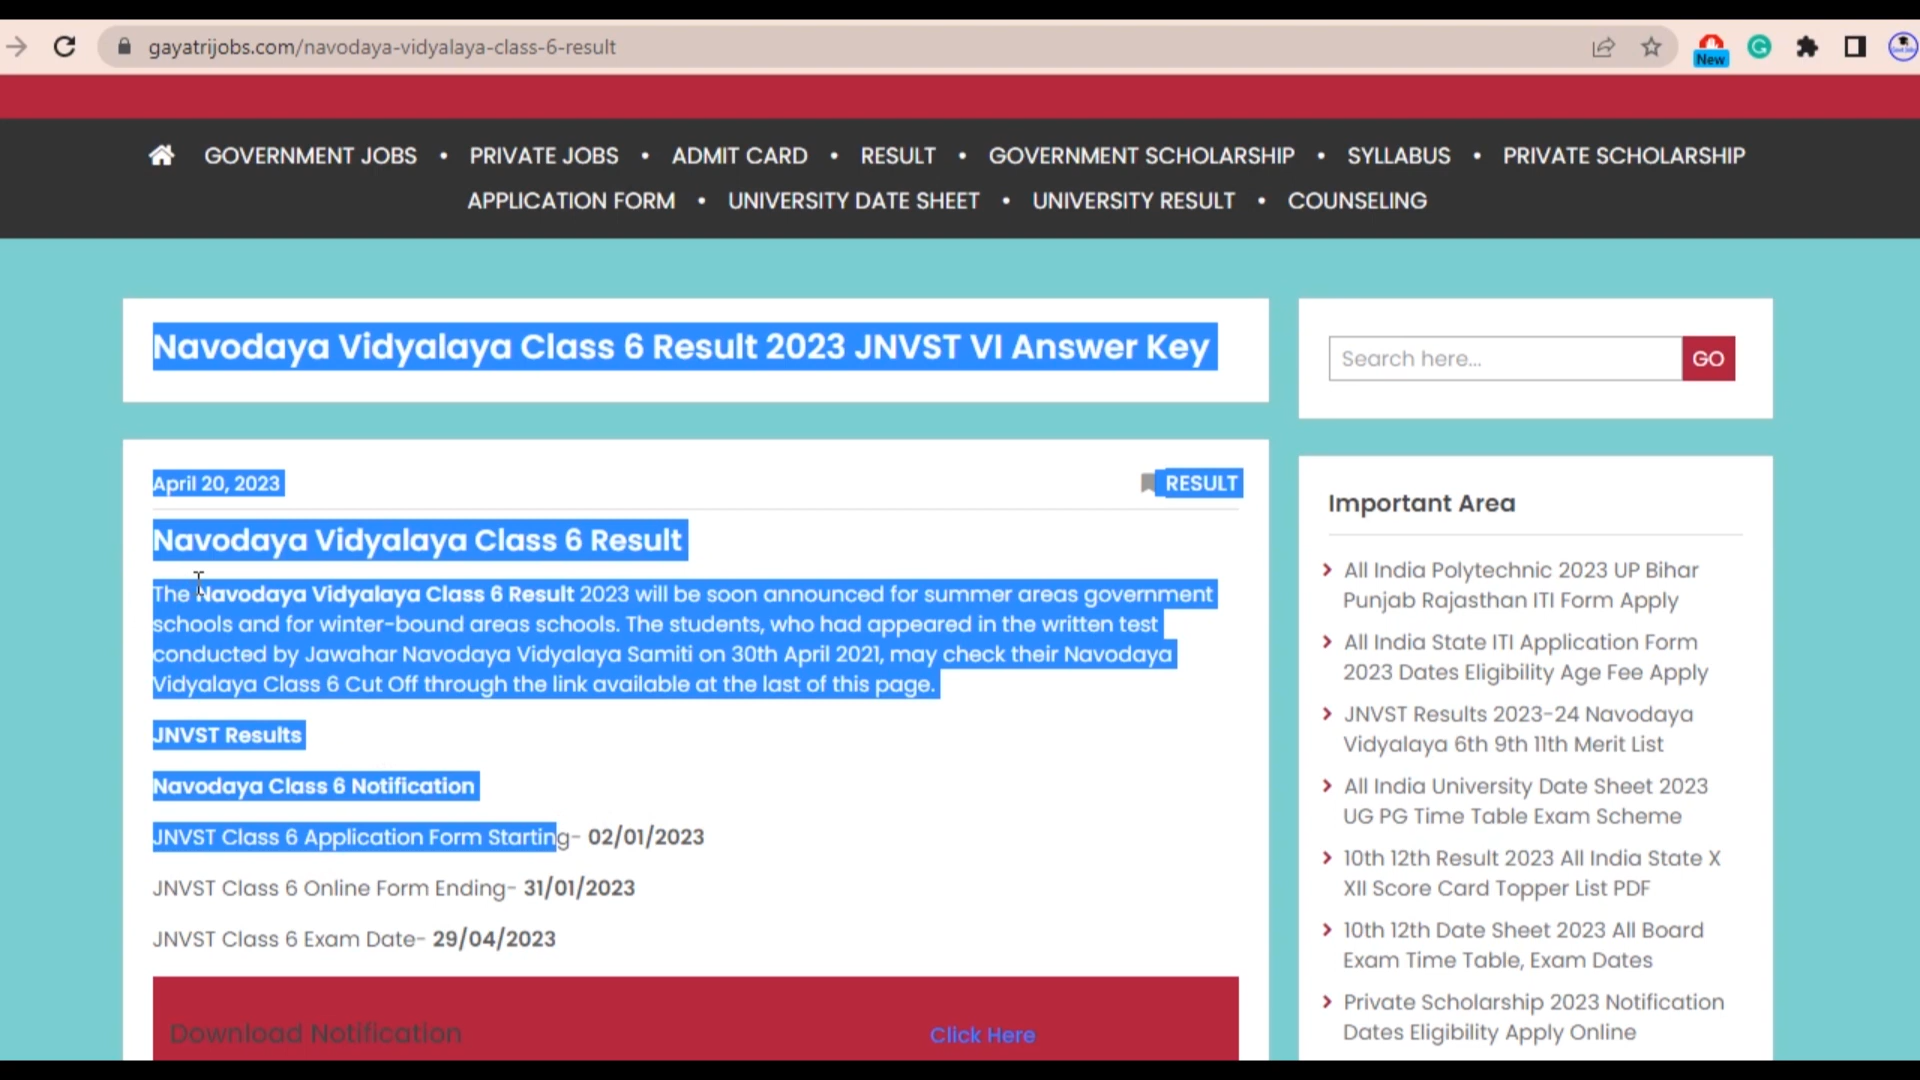 gayatrijobs.com/navodaya-vidyalaya-class-6-result
New
GOVERNMENT JOBS • PRIVATE JOBS • ADMIT CARD • RESULT • GOVERNMENT SCHOLARSHIP • SYLLABUS • PRIVATE SCHOLARSHIP
APPLICATION FORM • UNIVERSITY DATE SHEET • UNIVERSITY RESULT • COUNSELING
Navodaya Vidyalaya Class 6 Result 2023 JNVST VI Answer Key
April 20, 2023 RESULT
Navodaya Vidyalaya Class 6 Result
The Navodaya Vidyalaya Class 6 Result 2023 will be soon announced for summer areas government
schools and for winter-bound areas schools. The students, who had appeared in the written test
conducted by Jawahar Navodaya Vidyalaya Samiti on 30th April 2021, may check their Navodaya
Vidyalaya Class 6 Cut Off through the link available at the last of this page.
JNVST Results
Navodaya Class 6 Notification
JNVST Class 6 Application Form Starting- 02/01/2023
JNVST Class 6 Online Form Ending- 31/01/2023
JNVST Class 6 Exam Date- 29/04/2023
Download Notification Click Here
Search here... GO
Important Area
All India Polytechnic 2023 UP Bihar
Punjab Rajasthan ITI Form Apply
All India State ITI Application Form
2023 Dates Eligibility Age Fee Apply
JNVST Results 2023-24 Navodaya
Vidyalaya 6th 9th 11th Merit List
All India University Date Sheet 2023
UG PG Time Table Exam Scheme
10th 12th Result 2023 All India State X
XII Score Card Topper List PDF
10th 12th Date Sheet 2023 All Board
Exam Time Table, Exam Dates
Private Scholarship 2023 Notification
Dates Eligibility Apply Online